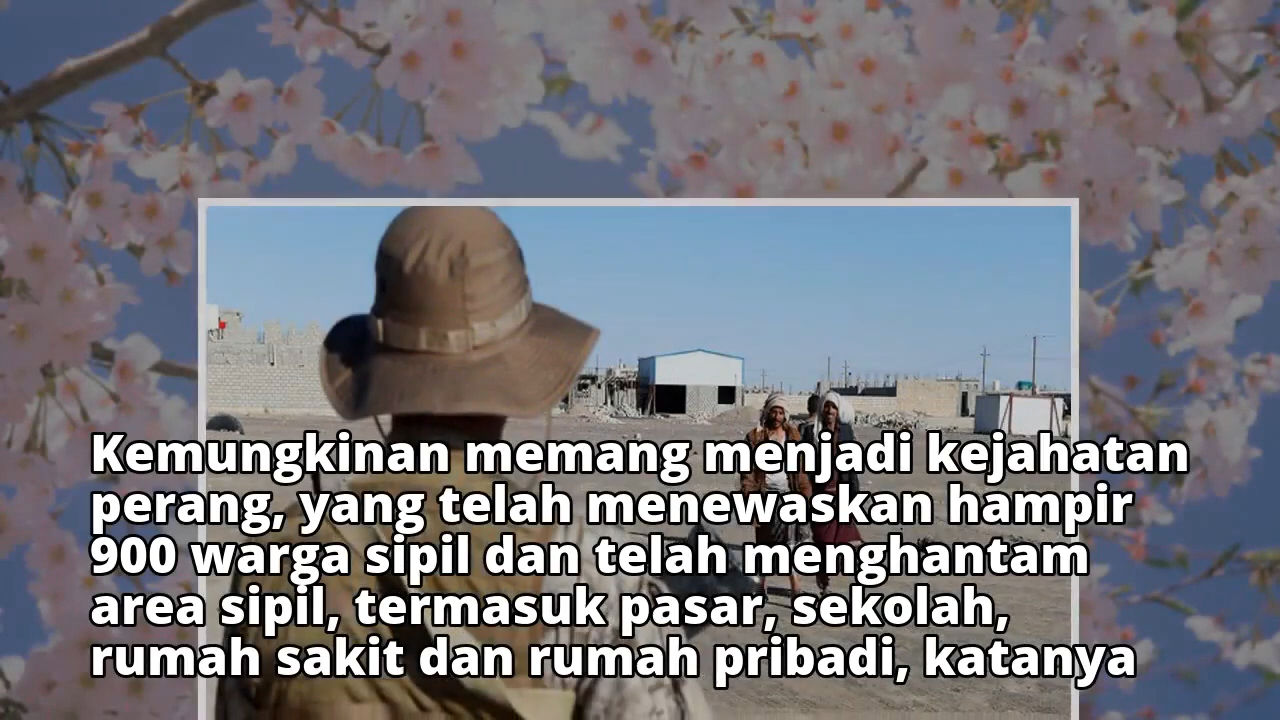 Kemungkinan memang menjadi kejahatan
perang, yang telah menewaskan hampir
900 warga sipil dan telah menghantam
area sipil, termasuk pasar, sekolah,
rumah sakit dan rumah pribadi, katanya